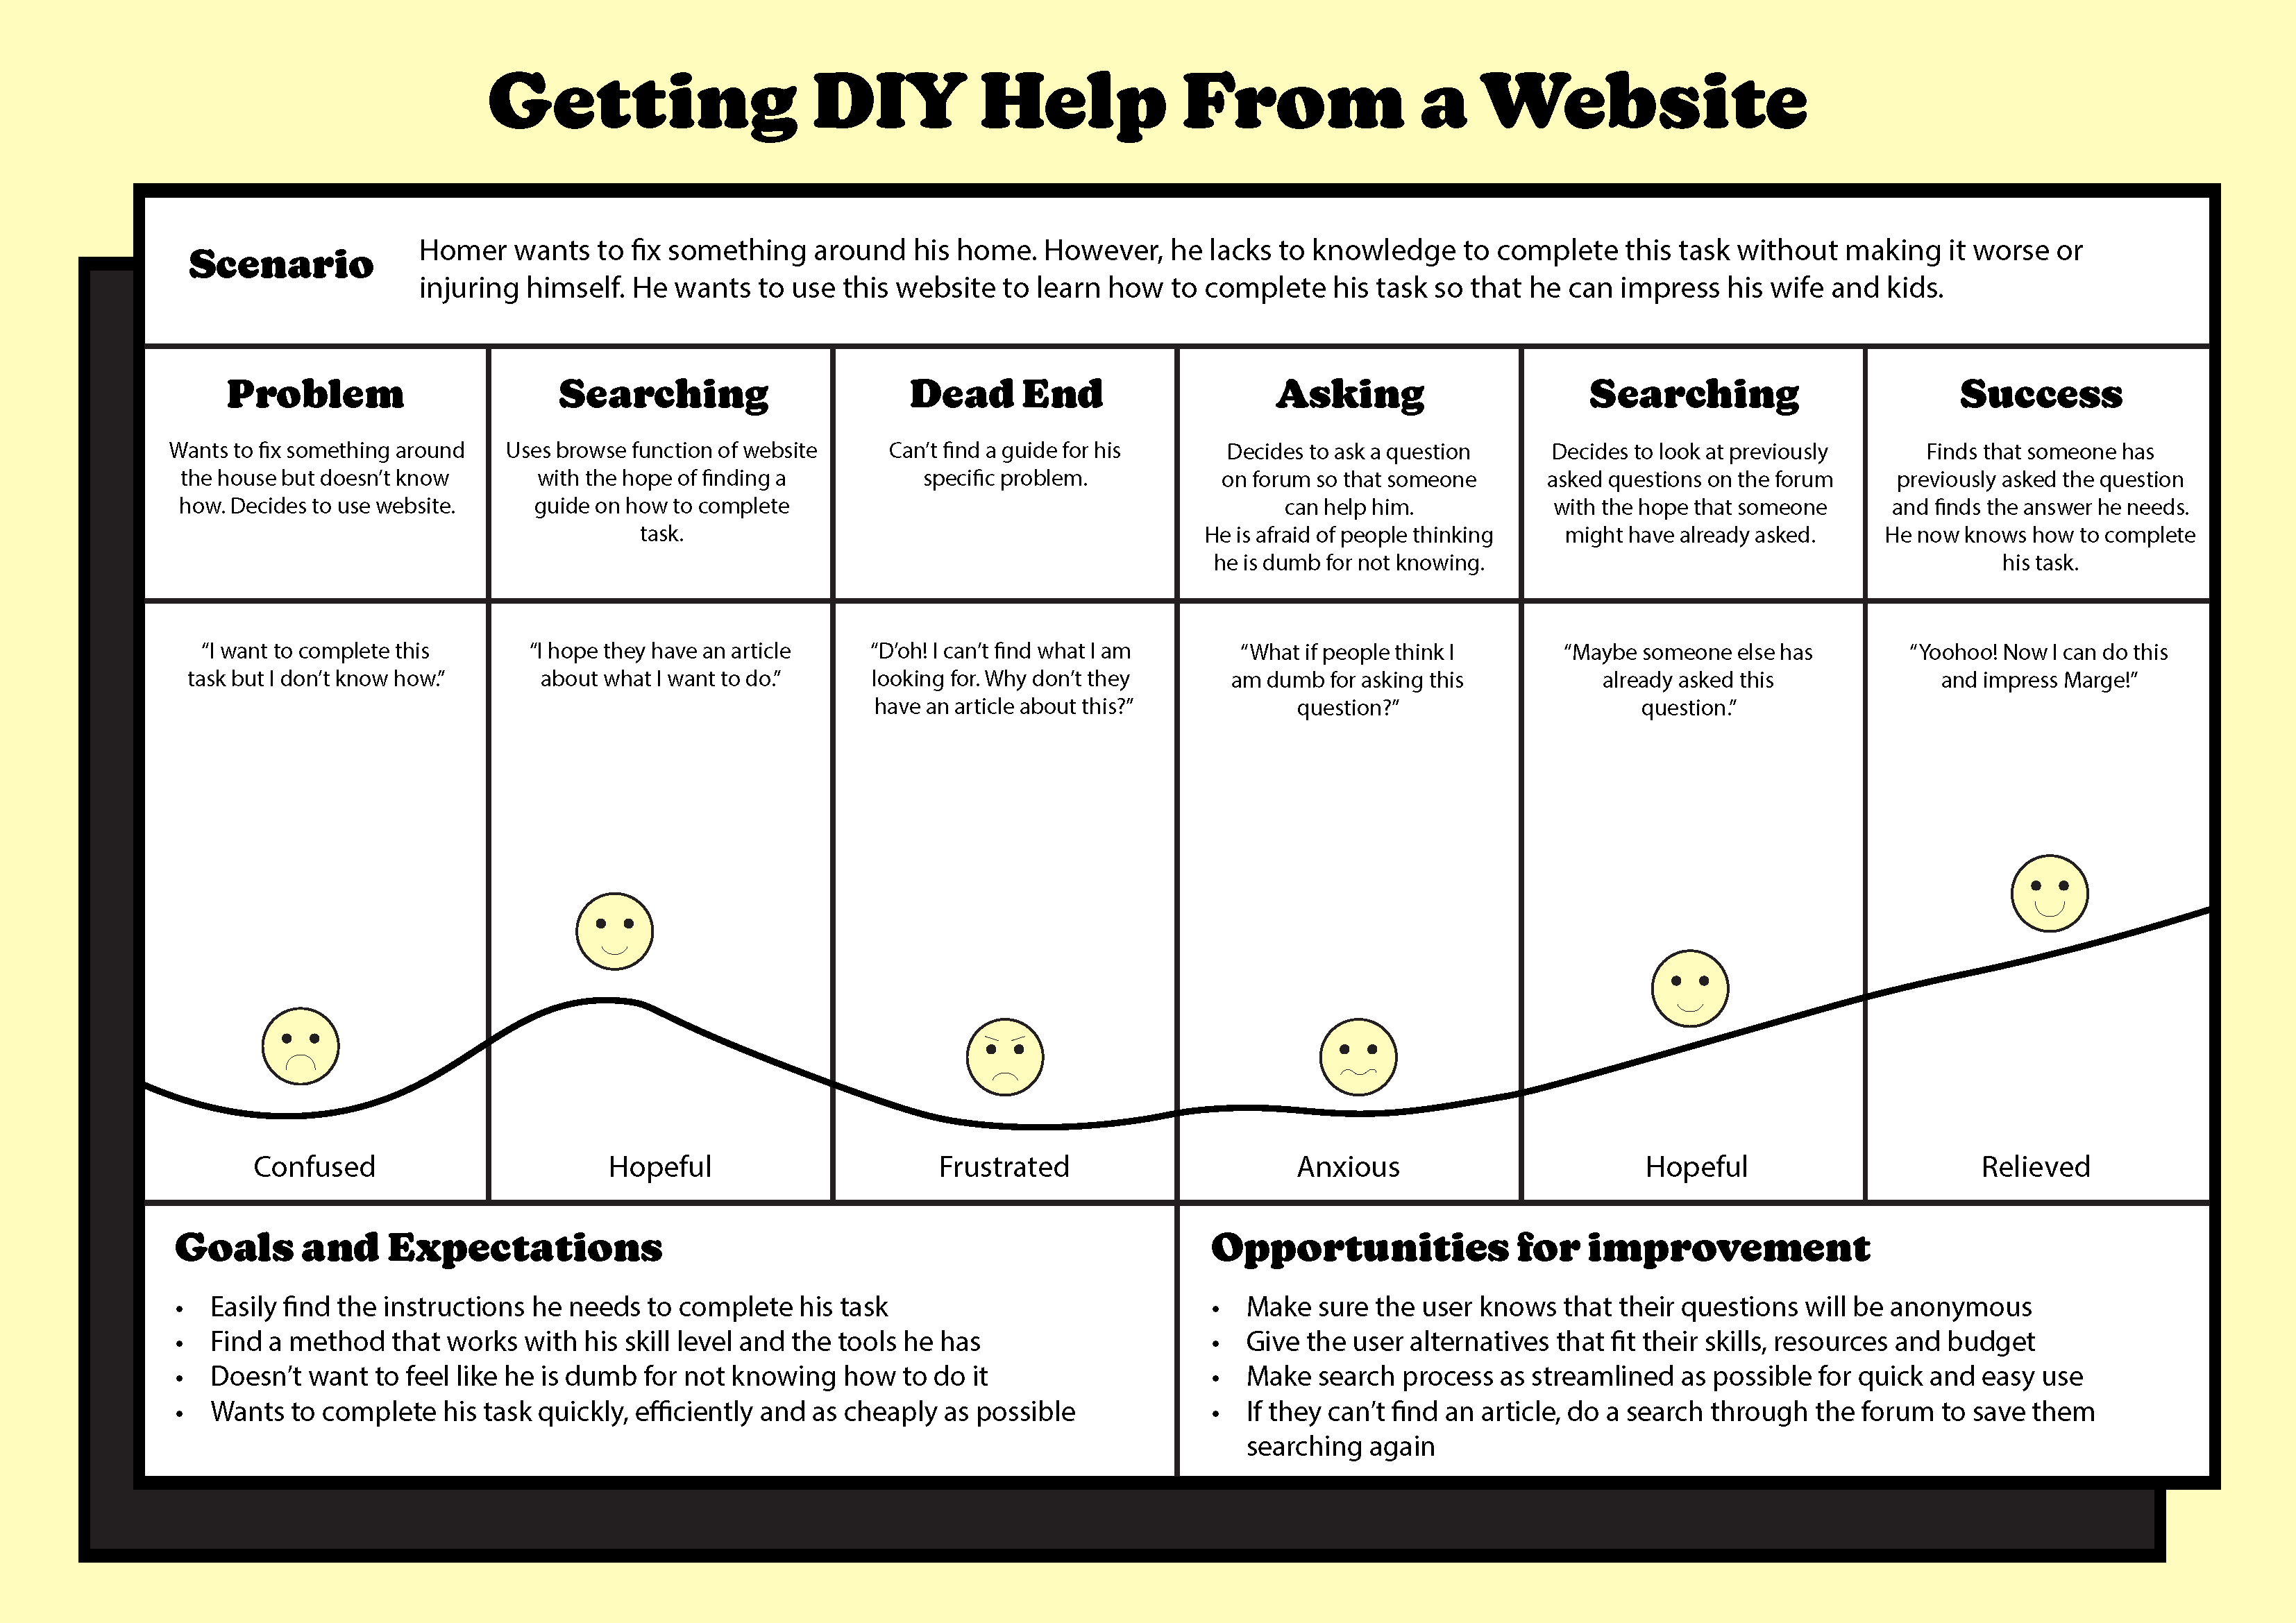 Getting DIY Help From a Website
Scenario
Homer wants to fix something around his home. However, he lacks to knowledge to complete this task without making it worse or
injuring himself. He wants to use this website to learn how to complete his task so that he can impress his wife and kids.
Problem
Wants to fix something around
the house but doesn’t know
how. Decides to use website.
Searching
Uses browse function of website
with the hope of finding a
guide on how to complete
task.
Dead End
Can’t find a guide for his
specific problem.
Asking
Decides to ask a question
on forum so that someone
can help him.
He is afraid of people thinking
he is dumb for not knowing.
Searching
Decides to look at previously
asked questions on the forum
with the hope that someone
might have already asked.
Success
Finds that someone has
previously asked the question
and finds the answer he needs.
He now knows how to complete
his task.
“I want to complete this
task but I don’t know how.”
“I hope they have an article
about what I want to do.”
“D’oh! I can’t find what I am
looking for. Why don’t they
have an article about this?”
“What if people think I
am dumb for asking this
question?”
“Maybe someone else has
already asked this
question.”
“Yoohoo! Now I can do this
and impress Marge!”
Confused
Hopeful
Frustrated
Anxious
Hopeful
Relieved
Goals and Expectations
• Easily find the instructions he needs to complete his task
• Find a method that works with his skill level and the tools he has
• Doesn’t want to feel like he is dumb for not knowing how to do it
• Wants to complete his task quickly, efficiently and as cheaply as possible
Opportunities for improvement
• Make sure the user knows that their questions will be anonymous
• Give the user alternatives that fit their skills, resources and budget
• Make search process as streamlined as possible for quick and easy use
• If they can’t find an article, do a search through the forum to save them
searching again